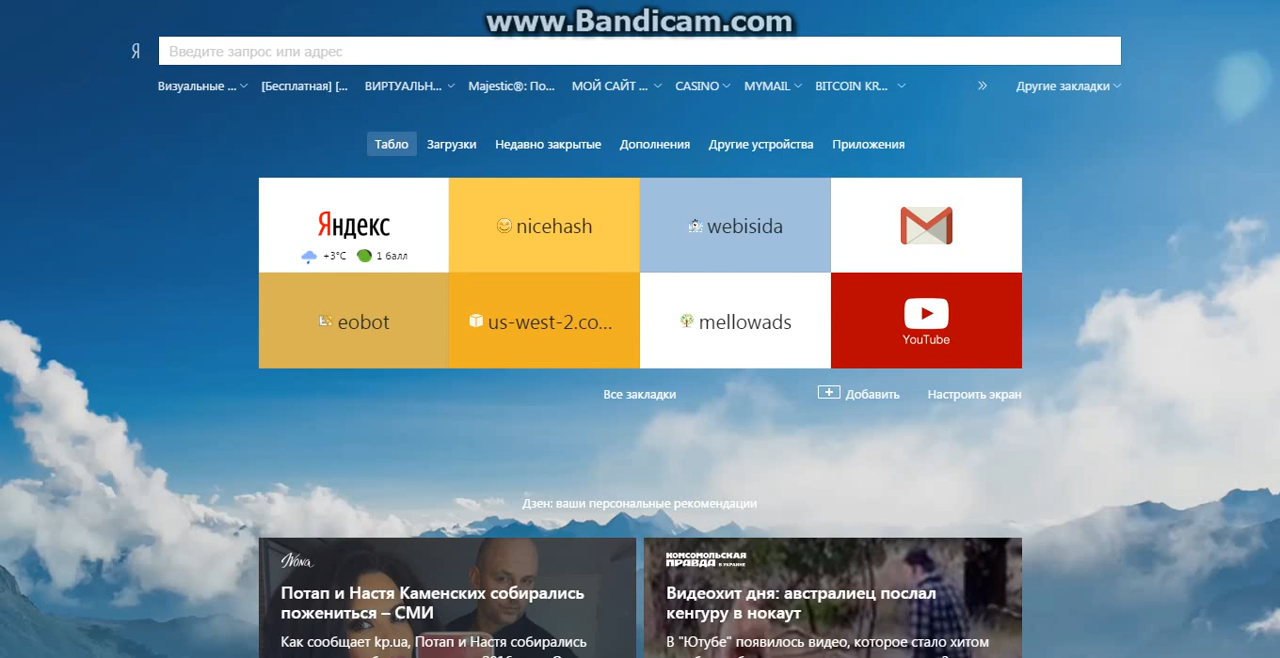 www.Bandicam.com
Я
Введите запрос или адрес
Визуальные ...
[Бесплатная] [...
ВИРТУАЛЬН...
Majestic®: По...
МОЙ САЙТ ...
CASINO
MYMAIL
BITCOIN KR...
Другие закладки
Табло
Загрузки
Недавно закрытые
Дополнения
Другие устройства
Приложения
Яндекс
+3°C 1 балл
nicehash
webisida
eobot
us-west-2.co...
mellowads
YouTube
Все закладки
Добавить
Настроить экран
Дзен: ваши персональные рекомендации
Nona
Потап и Настя Каменских собирались
пожениться – СМИ
Как сообщает kp.ua, Потап и Настя собирались
КОМСОМОЛЬСКАЯ
ПРАВДА В УКРАИНЕ
Видеохит дня: австралиец послал
кенгуру в нокаут
В "Ютубе" появилось видео, которое стало хитом